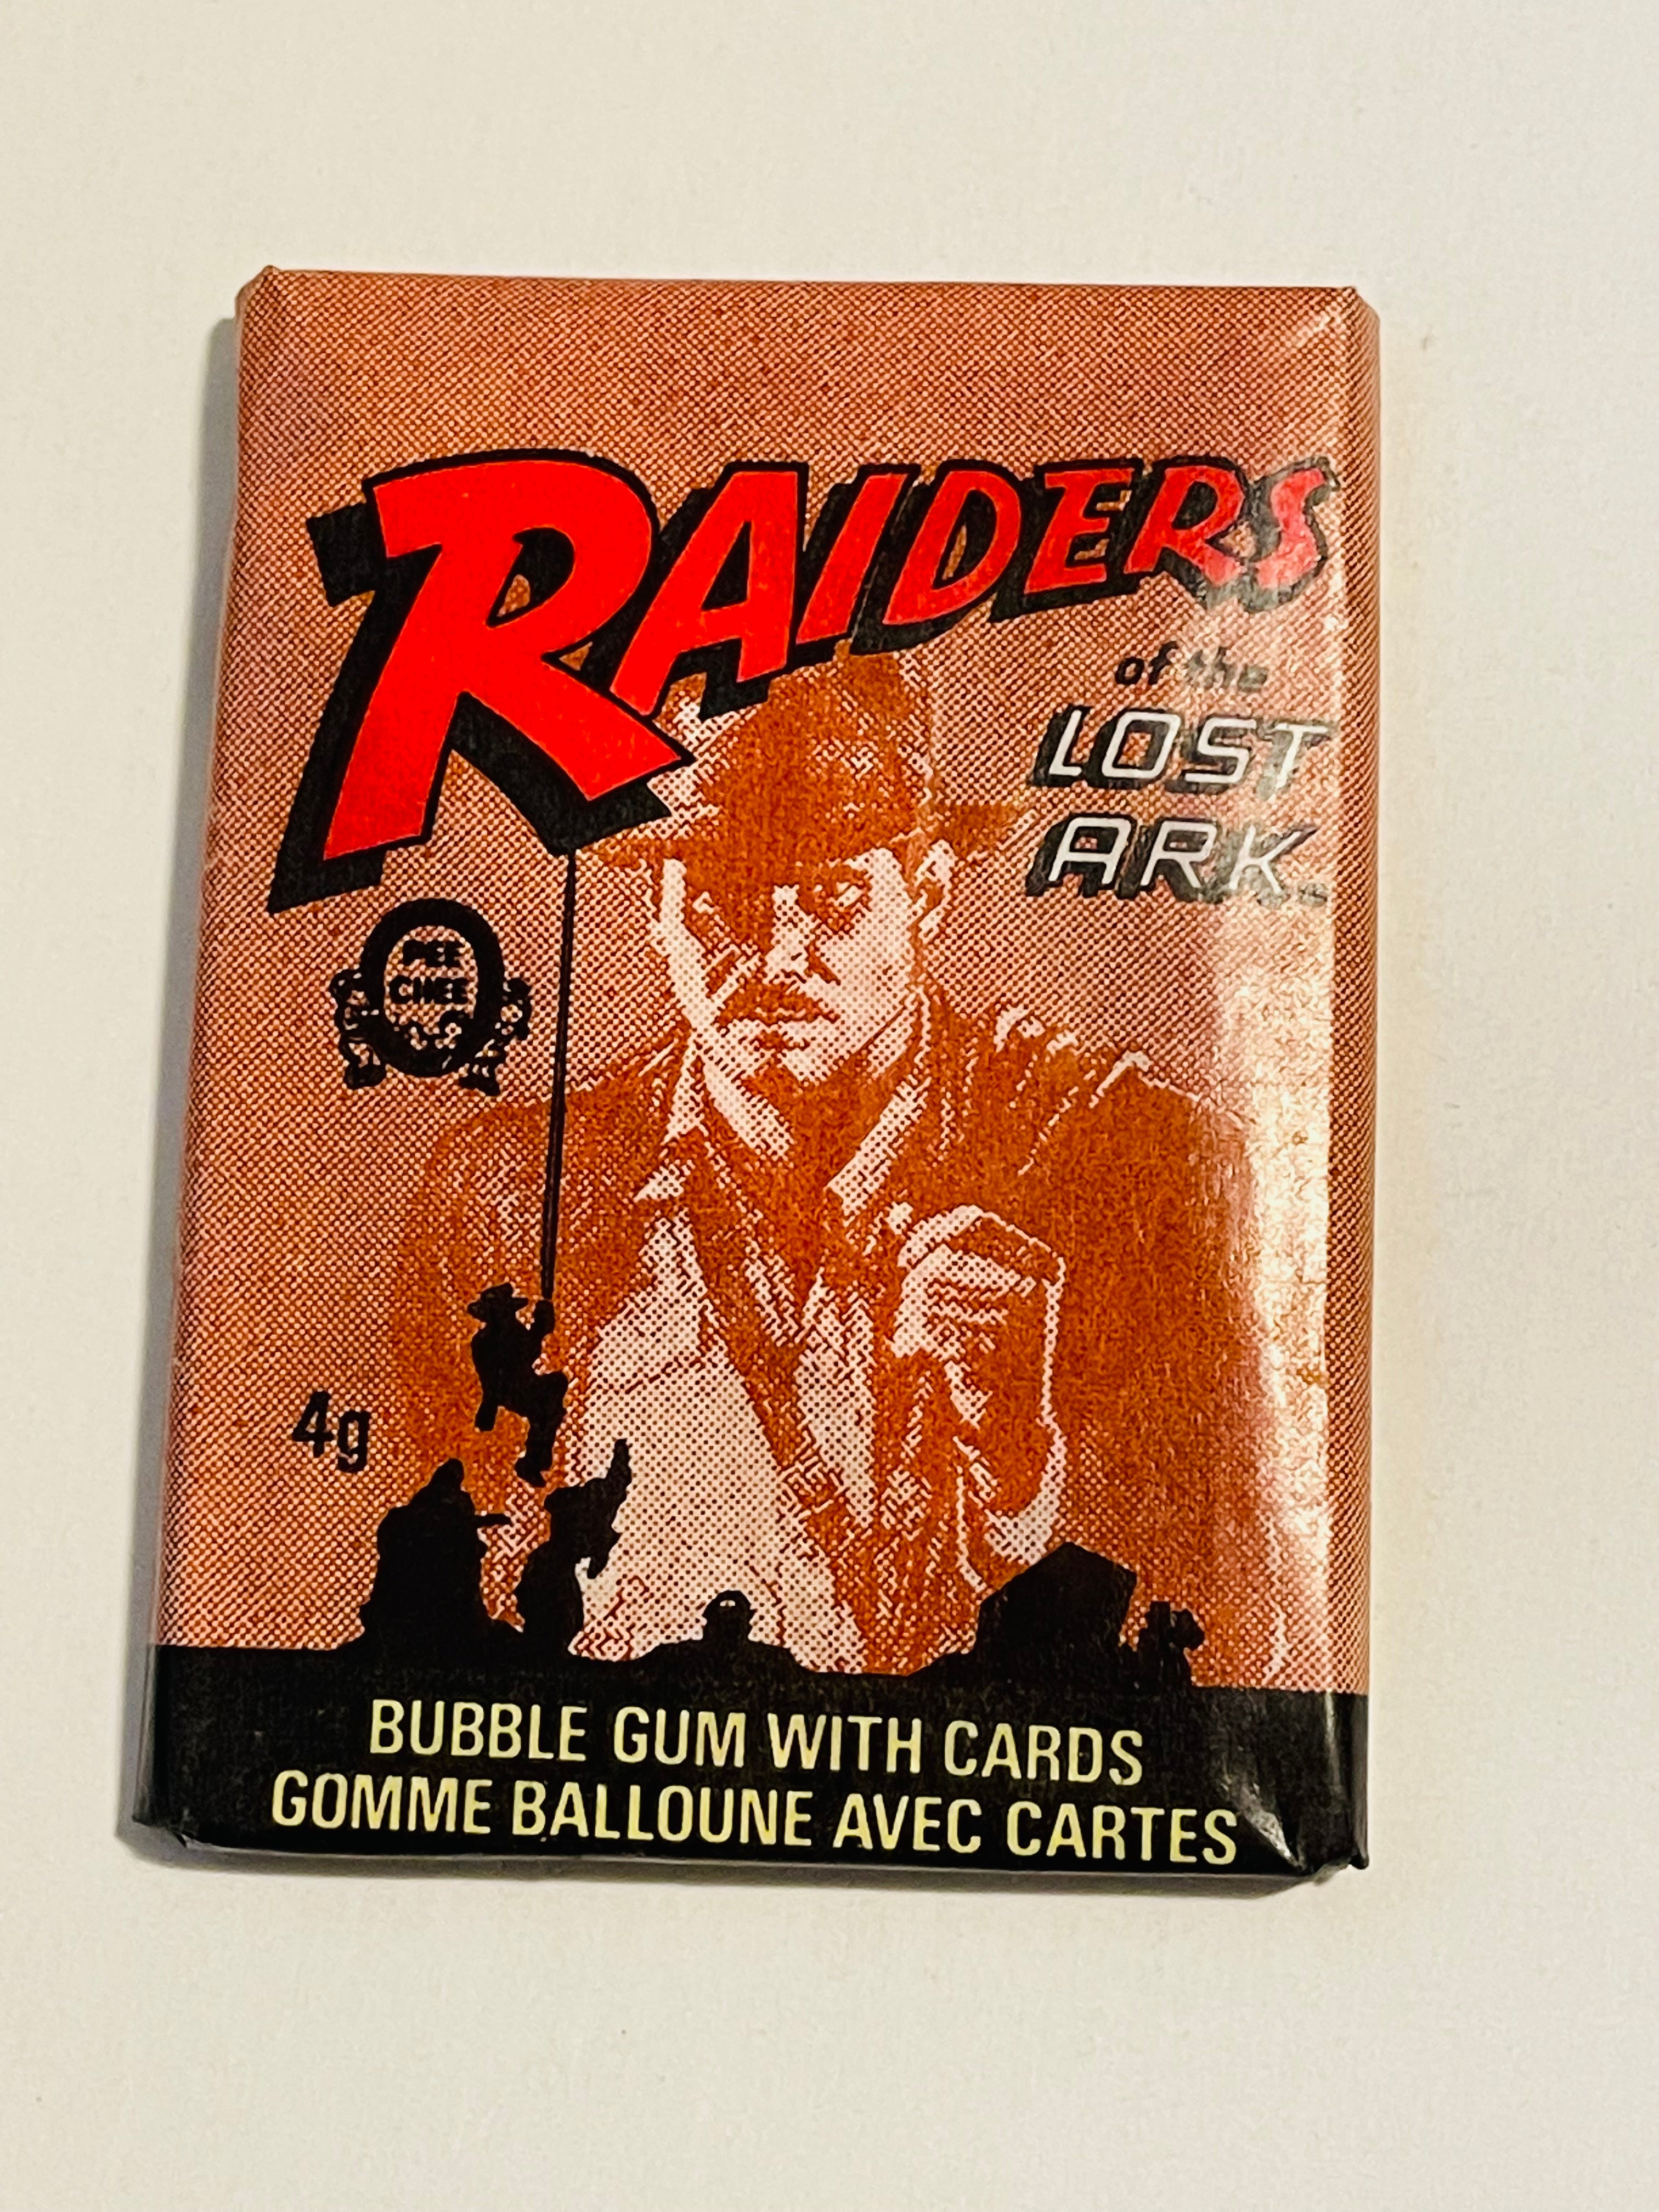 RAIDERS
of the
LOST
ARK
PEE
CHEE
4g
BUBBLE GUM WITH CARDS
GOMME BALLOUNE AVEC CARTES